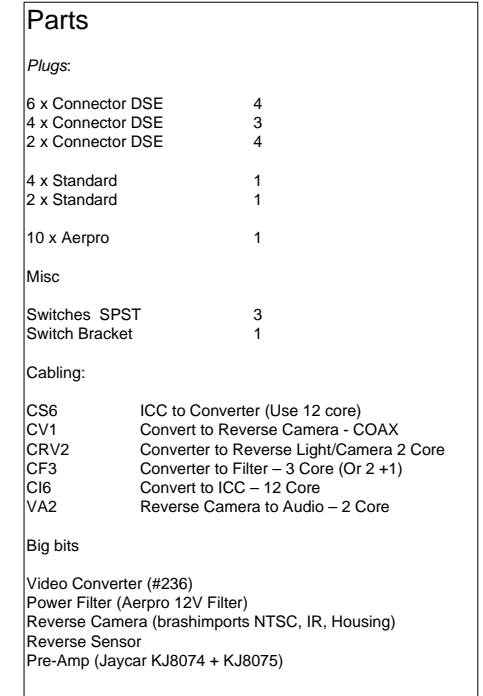 Parts
Plugs:
6 x Connector DSE 4
4 x Connector DSE 3
2 x Connector DSE 4
4 x Standard 1
2 x Standard 1
10 x Aerpro 1
Misc
Switches SPST 3
Switch Bracket 1
Cabling:
CS6 ICC to Converter (Use 12 core)
CV1 Convert to Reverse Camera - COAX
CRV2 Converter to Reverse Light/Camera 2 Core
CF3 Converter to Filter – 3 Core (Or 2 +1)
CI6 Convert to ICC – 12 Core
VA2 Reverse Camera to Audio – 2 Core
Big bits
Video Converter (#236)
Power Filter (Aerpro 12V Filter)
Reverse Camera (brashimports NTSC, IR, Housing)
Reverse Sensor
Pre-Amp (Jaycar KJ8074 + KJ8075)